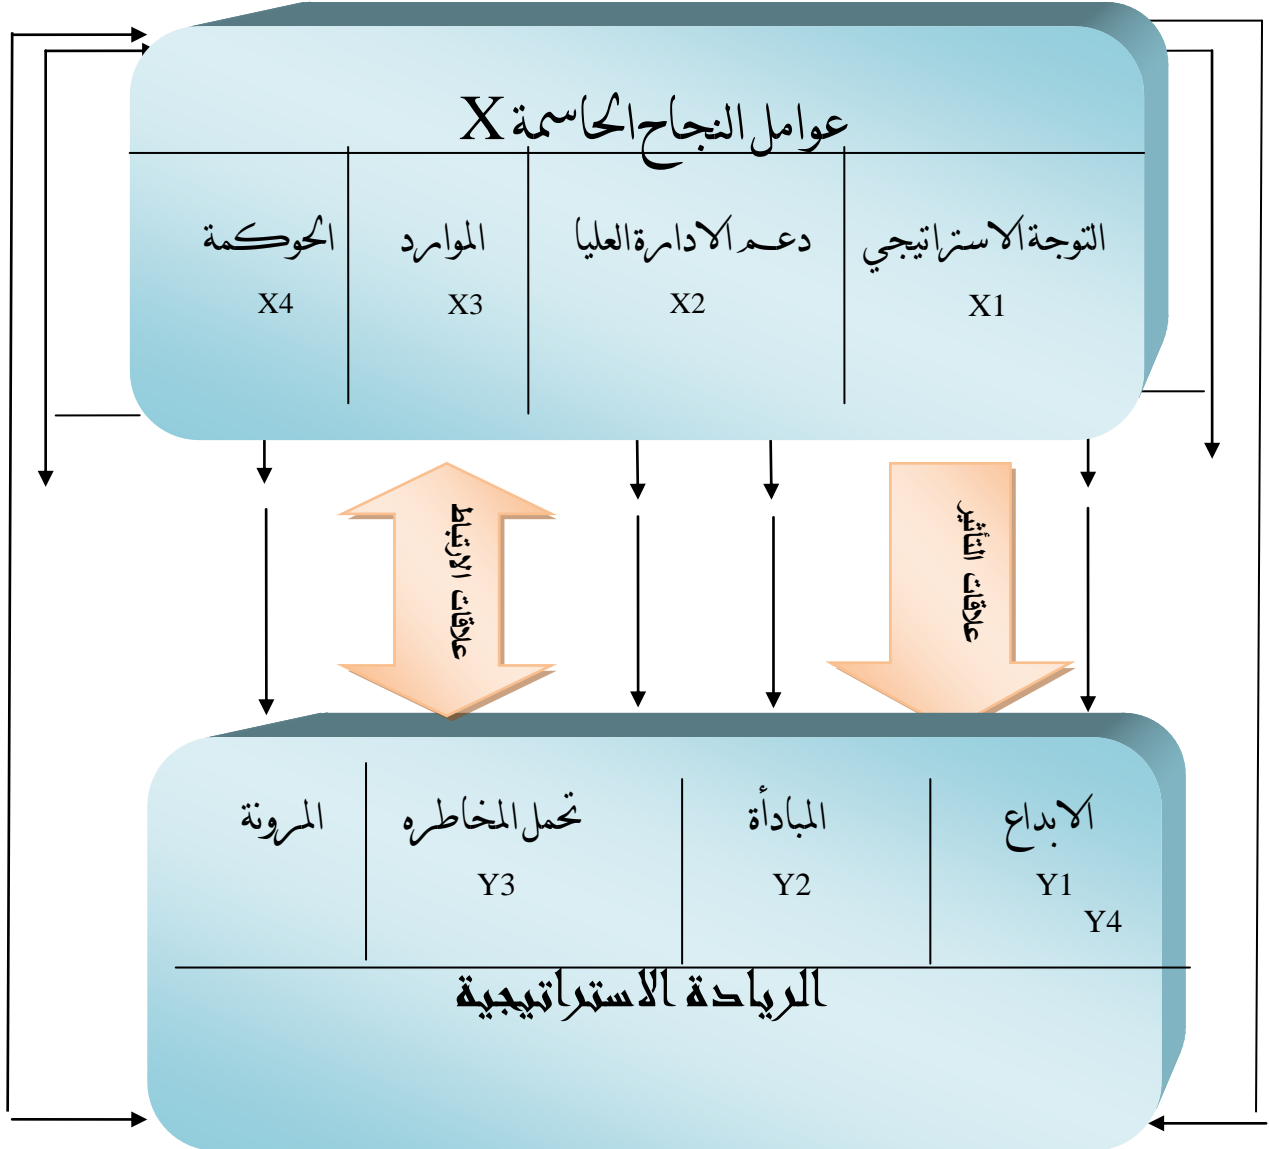 عوامل النجاح الحاسمة X
التوجة الاستراتيجي
X1
دعم الادارة العليا
X2
الموارد
X3
الحوكمة
X4
علاقات التأثير
علاقات الارتباط
الابداع
Y1
Y4
المبادأة
Y2
تحمل المخاطره
Y3
المرونة
الريادة الاستراتيجية